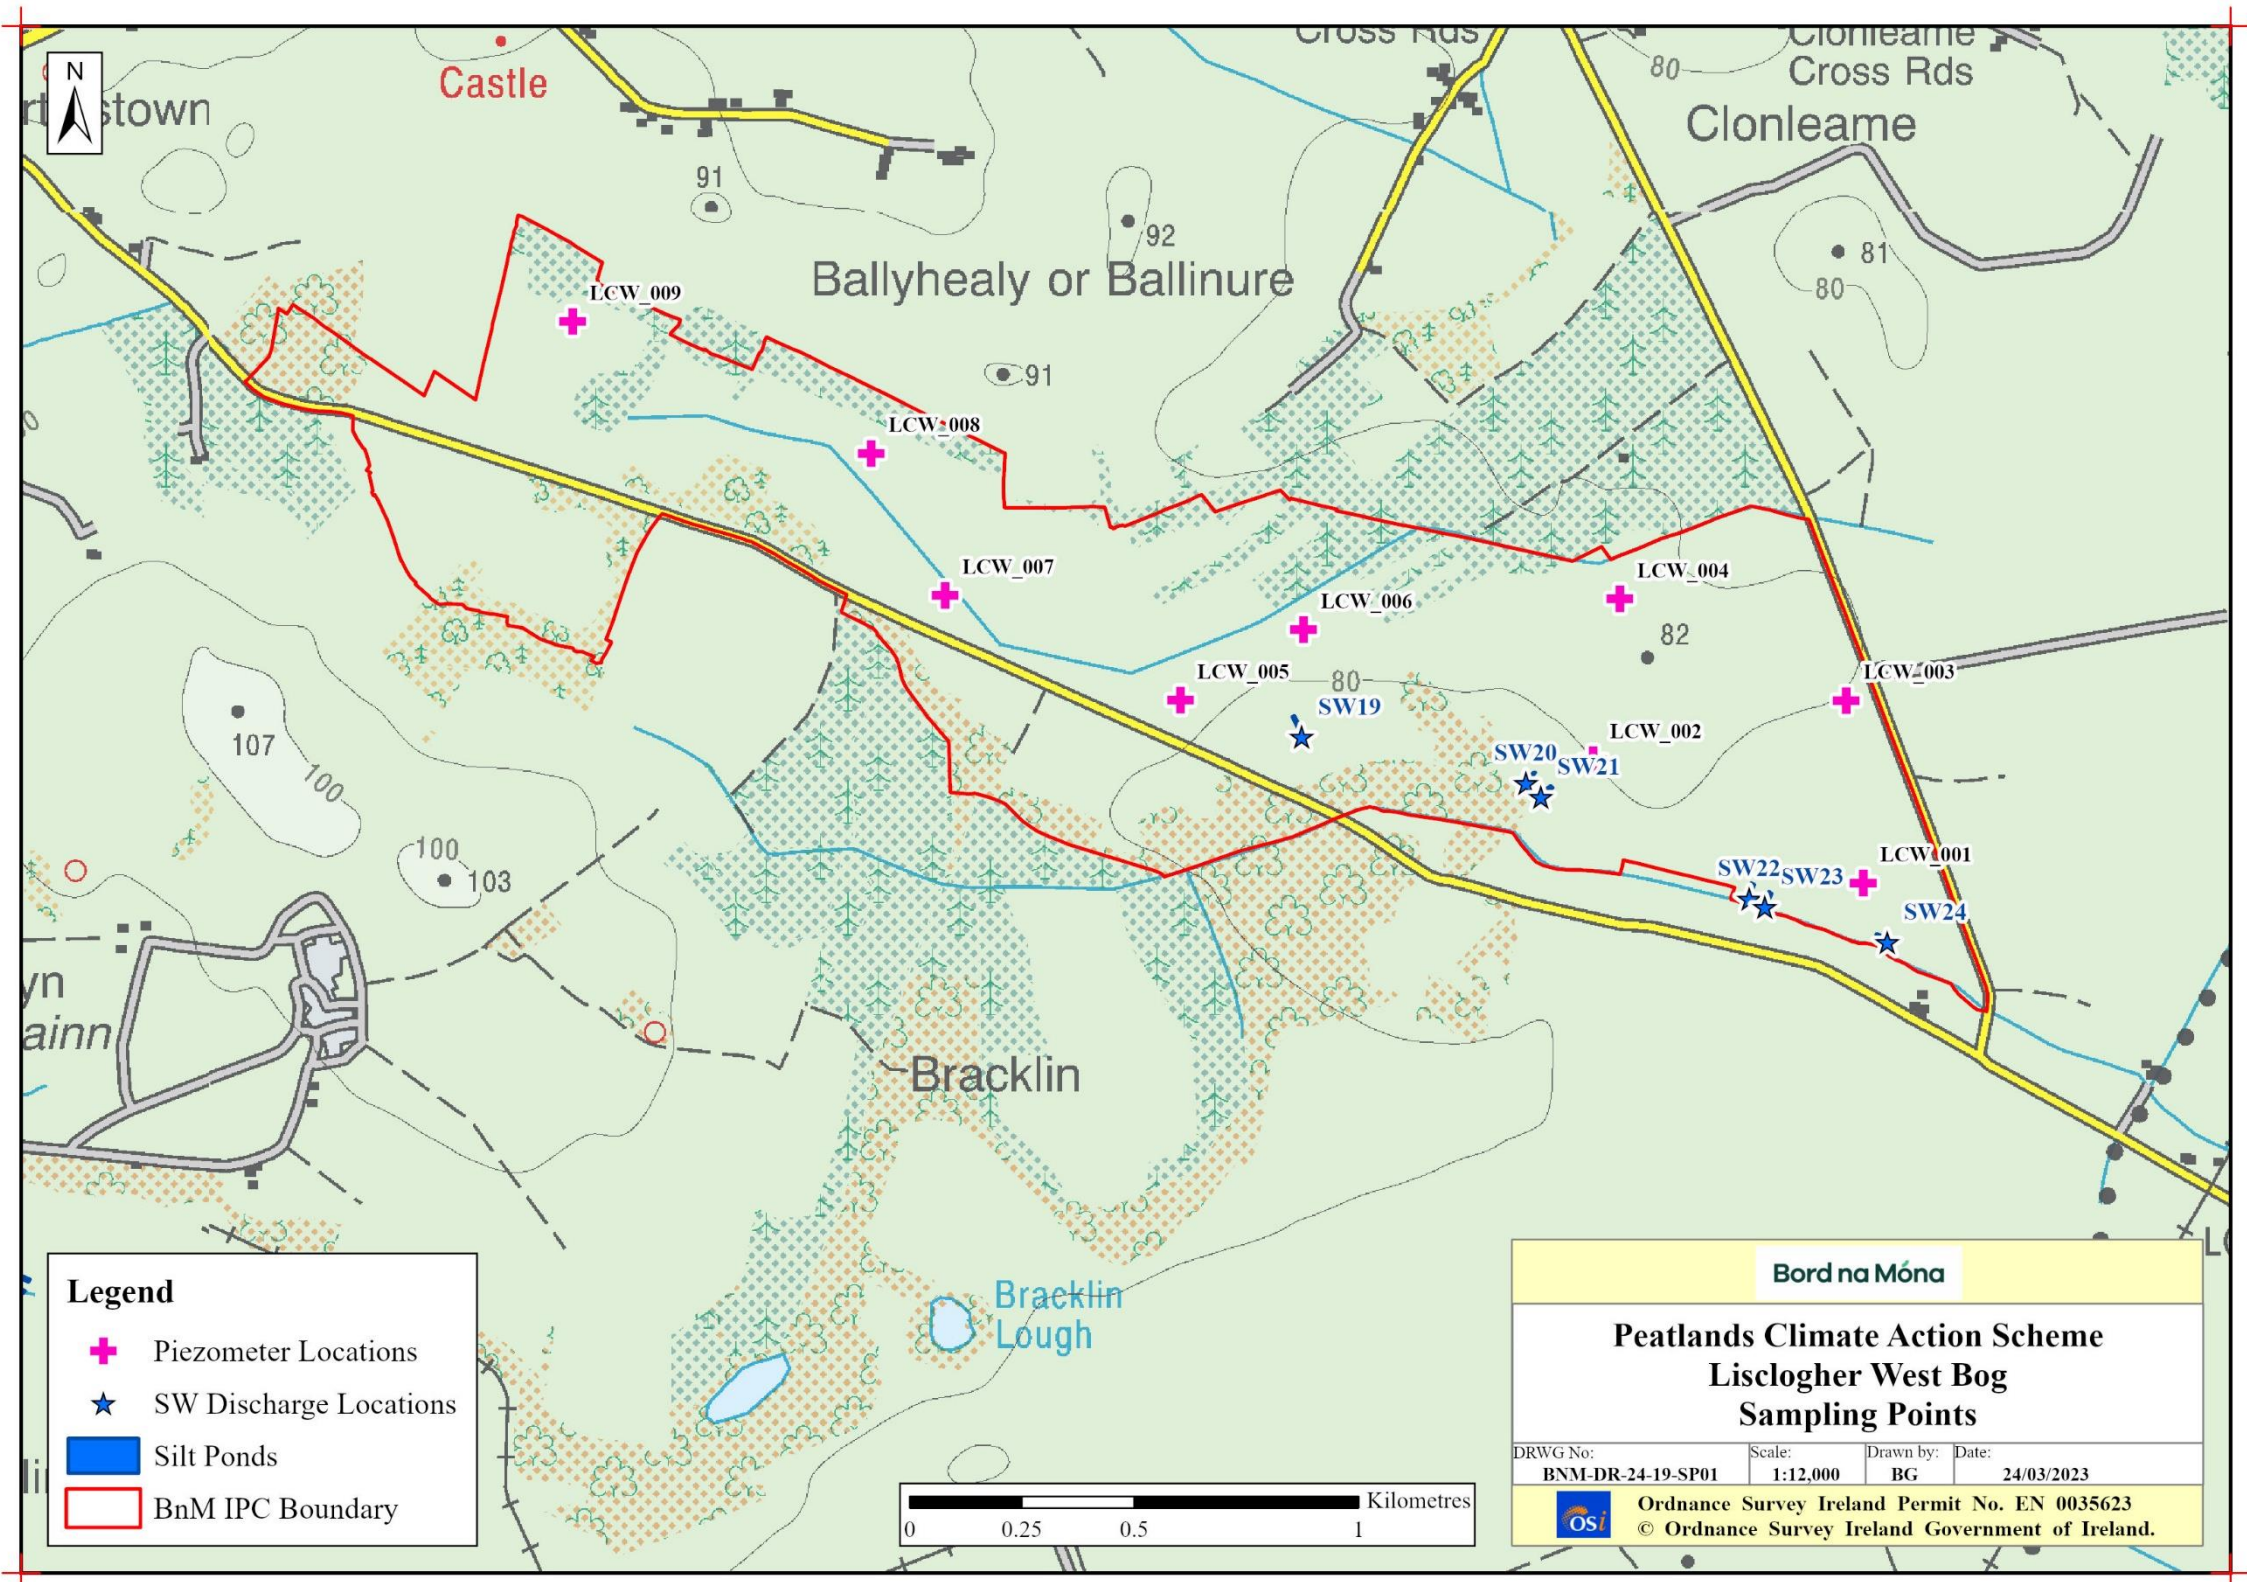 N
Castle
Cross Rds
Clonleame
Cross Rds
Clonleame
80
stown
91
92
81
80
Ballyhealy or Ballinure
LCW_009
91
LCW_008
LCW_007
LCW_004
LCW_006
82
LCW_005
80
LCW_003
SW19
LCW_002
SW20
SW21
107
100
100
103
LCW_001
SW22
SW23
SW24
yn
ainn
Bracklin
Bracklin
Lough
Legend
Piezometer Locations
SW Discharge Locations
Silt Ponds
BnM IPC Boundary
Kilometres
0 0.25 0.5 1
Bord na Móna
Peatlands Climate Action Scheme
Lisclogher West Bog
Sampling Points
DRWG No: Scale: Drawn by: Date:
BNM-DR-24-19-SP01 1:12,000 BG 24/03/2023
osi
Ordnance Survey Ireland Permit No. EN 0035623
© Ordnance Survey Ireland Government of Ireland.